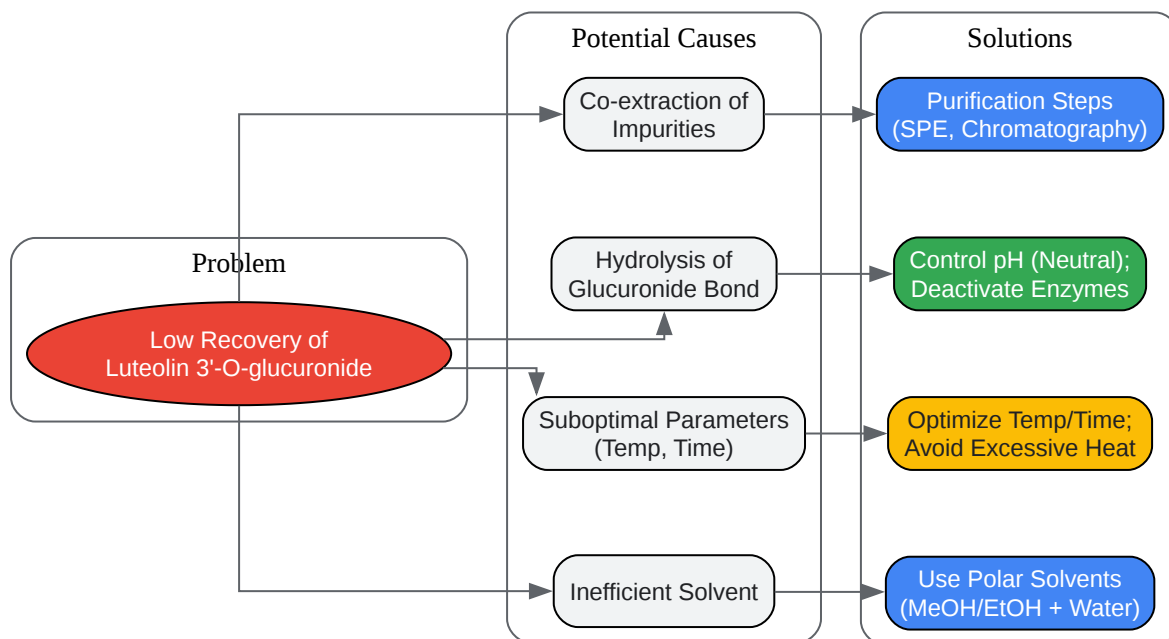 Potential Causes
Solutions
Co-extraction of
Impurities
Purification Steps
(SPE, Chromatography)
Problem
Hydrolysis of
Glucuronide Bond
Control pH (Neutral);
Deactivate Enzymes
Low Recovery of
Luteolin 3'-O-glucuronide
Suboptimal Parameters
(Temp, Time)
Optimize Temp/Time;
Avoid Excessive Heat
Inefficient Solvent
Use Polar Solvents
(MeOH/EtOH + Water)